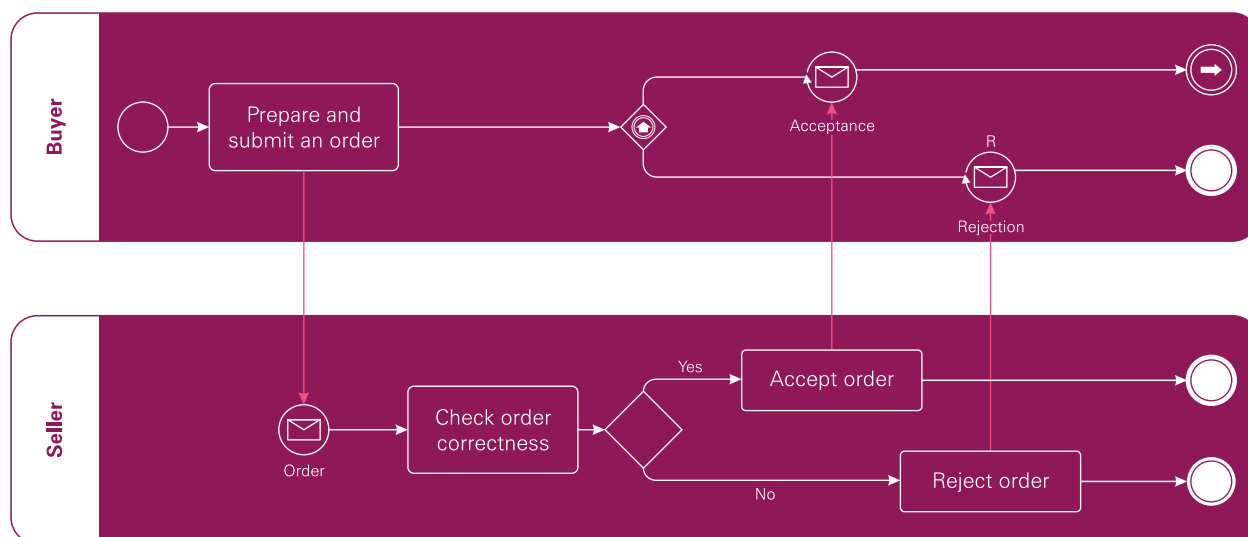 Buyer
Prepare and
submit an order
Acceptance
R
Rejection
Seller
Order
Check order
correctness
Yes
Accept order
No
Reject order